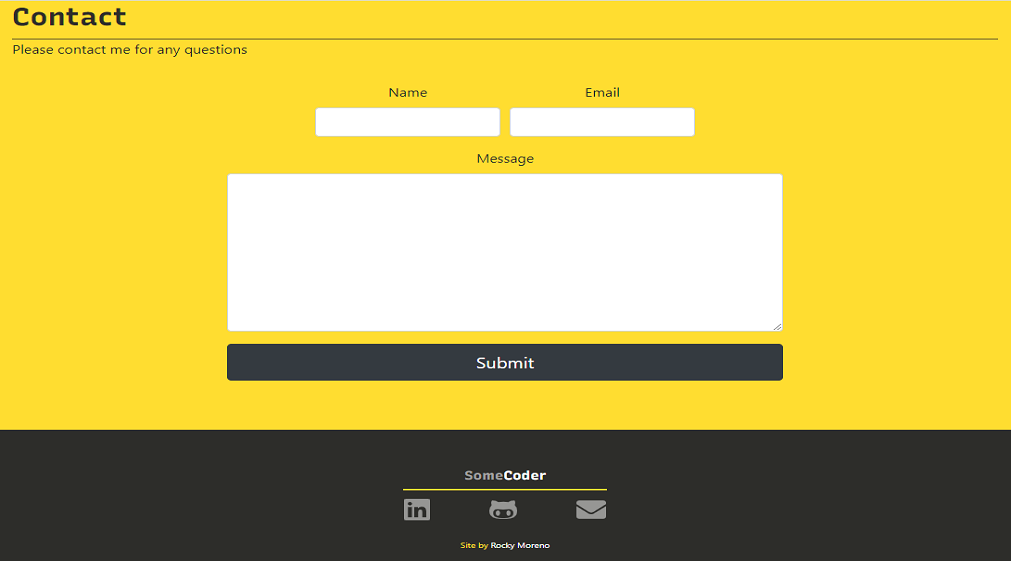 Contact
Please contact me for any questions
Name Email
Message
Submit
SomeCoder
in
Site by Rocky Moreno